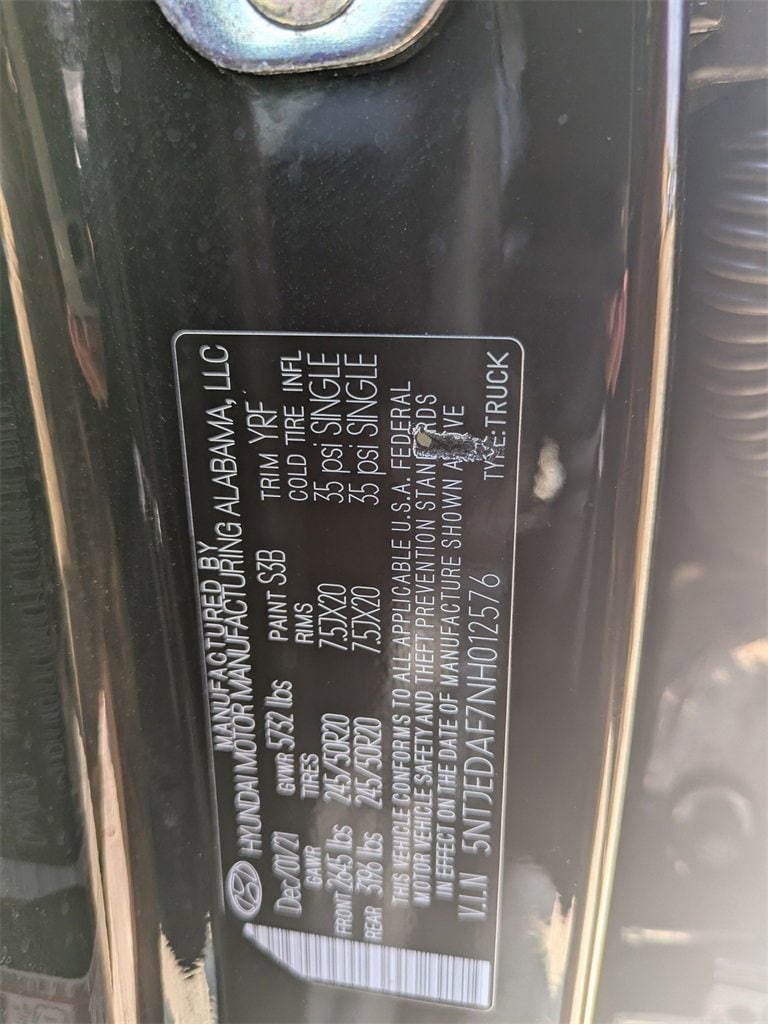 MANUFACTURED BY
HYUNDAI MOTOR MANUFACTURING ALABAMA, LLC
Dec/01/21 GVWR 5732 lbs PAINT S3B TRIM YRF
GAWR TIRES RIMS COLD TIRE INFL
FRONT 2645 lbs 245/50R20 7.5JX20 35 psi SINGLE
REAR 3196 lbs 245/50R20 7.5JX20 35 psi SINGLE
THIS VEHICLE CONFORMS TO ALL APPLICABLE U.S.A. FEDERAL
MOTOR VEHICLE SAFETY AND THEFT PREVENTION STANDARDS
IN EFFECT ON THE DATE OF MANUFACTURE SHOWN ABOVE
V.I.N 5NTJEDAF7NH012576 TYPE:TRUCK